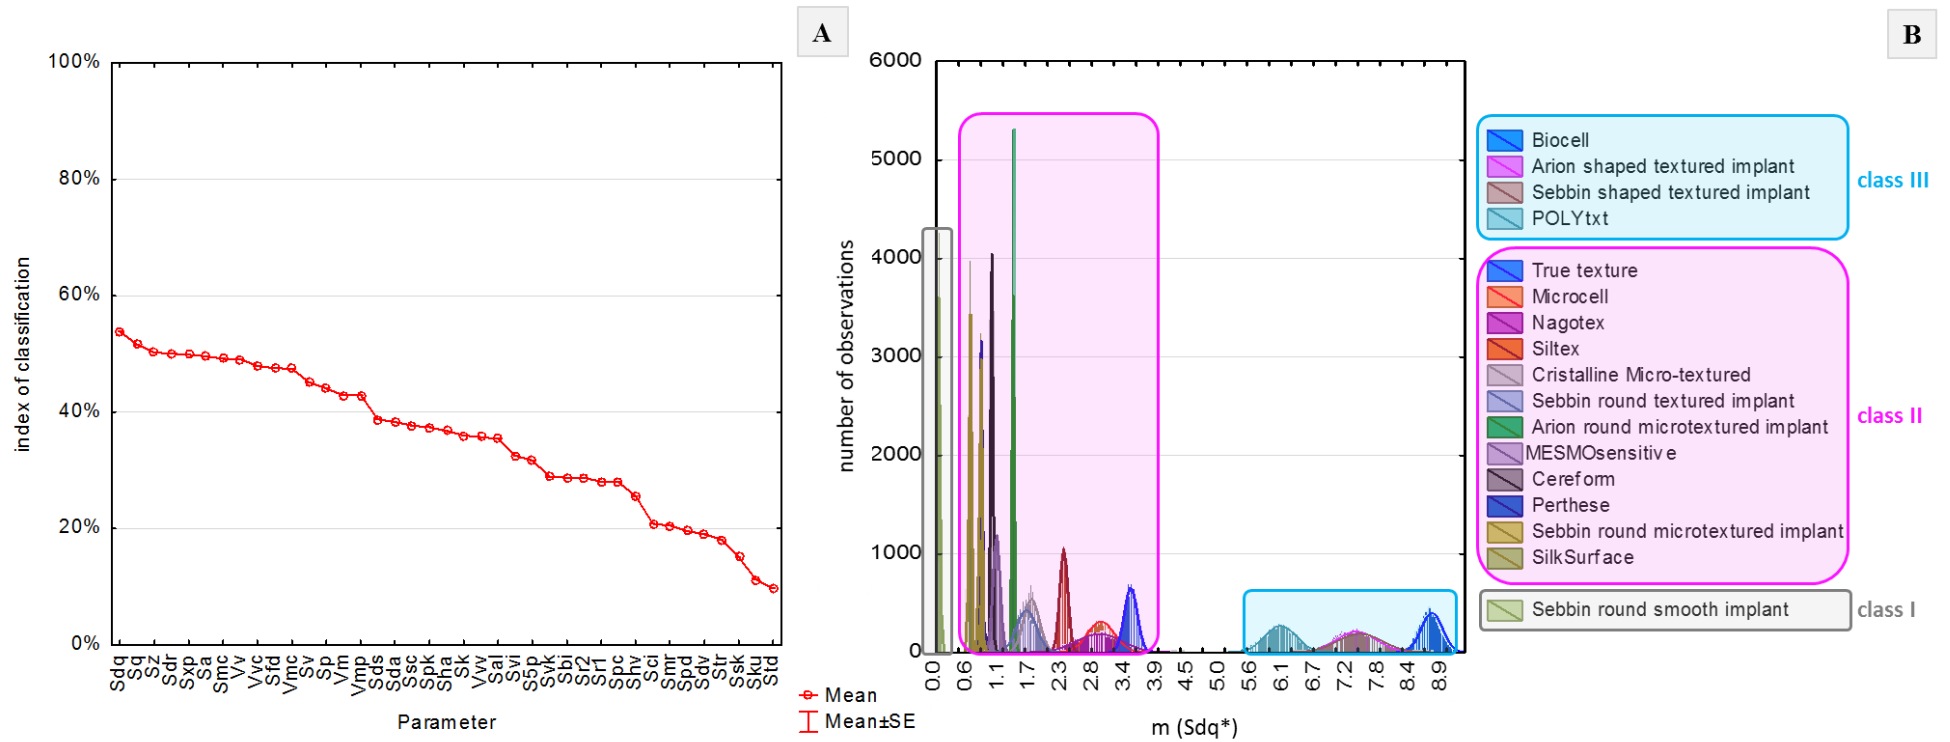 A
100%
80%
60%
40%
20%
0%
index of classification
Sdq Sq Sz Sdr Sxp Sa Smc Vv Vvc Sfd Vmc Sv Sp Vm Vmp Sds Sda Ssc Spk Sha Sk Vvv Sal Svi S5p Svk Sbi Sr2 Sr1 Spc Shv Sci Smr Spd Sdv Str Ssk Sku Std
Parameter
Mean
Mean±SE
B
6000
5000
4000
3000
2000
1000
0
number of observations
0.0 0.6 1.1 1.7 2.3 2.8 3.4 3.9 4.5 5.0 5.6 6.1 6.7 7.2 7.8 8.4 8.9
m (Sdq*)
Biocell
Arion shaped textured implant
Sebbin shaped textured implant
POLYtxt
class III
True texture
Microcell
Nagotex
Siltex
Cristalline Micro-textured
Sebbin round textured implant
Arion round microtextured implant
MESMOsensitive
Cereform
Perthese
Sebbin round microtextured implant
SilkSurface
class II
Sebbin round smooth implant
class I